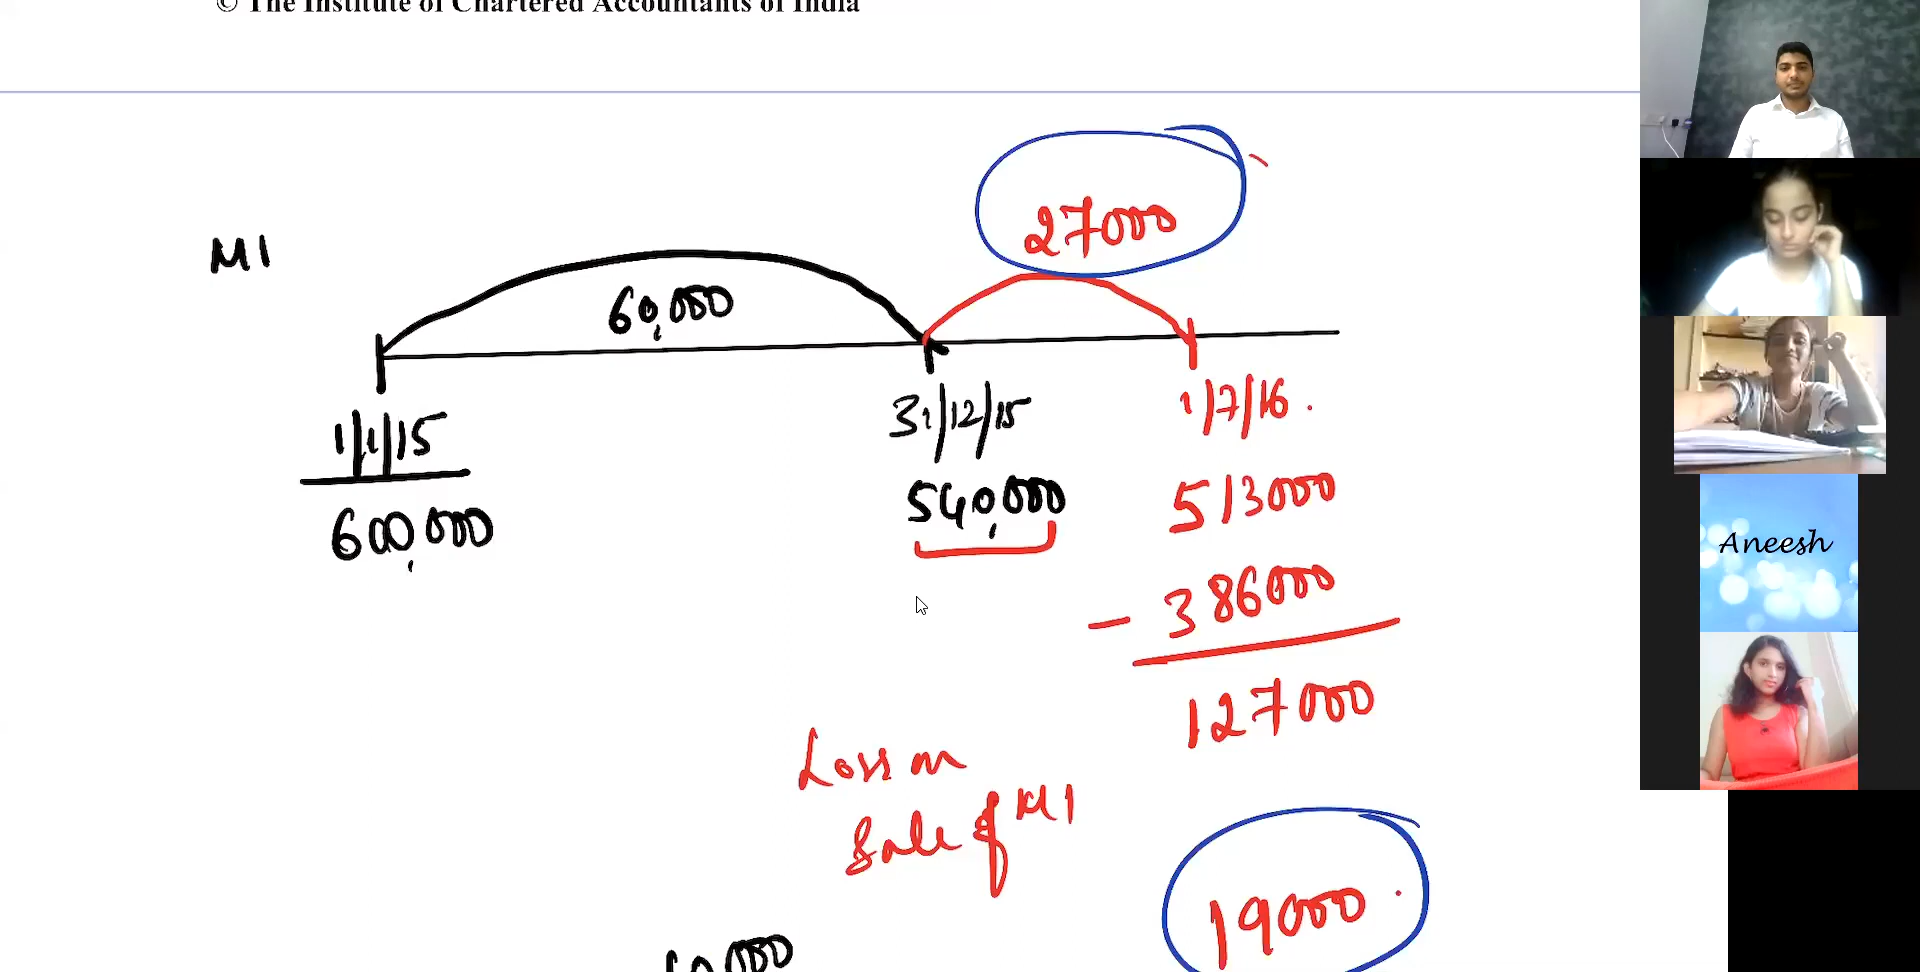 © The Institute of Chartered Accountants of India
27000
M1
60,000
1/1/15
31/12/15
1/7/16.
600,000
540,000
513000
- 386000
127000
Loss on
Sale of M1
19000
Aneesh